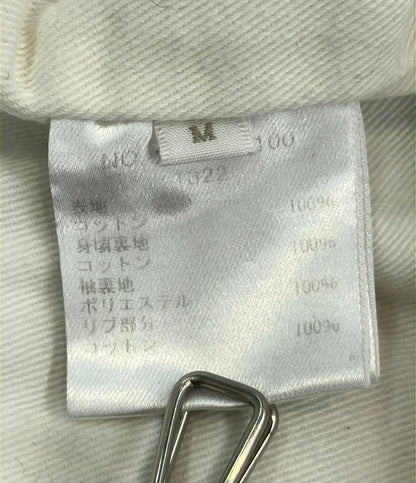 M
NO. 100
1322
表地
コットン 100%
身頃裏地
コットン 100%
袖裏地
ポリエステル 100%
リブ部分
コットン 100%